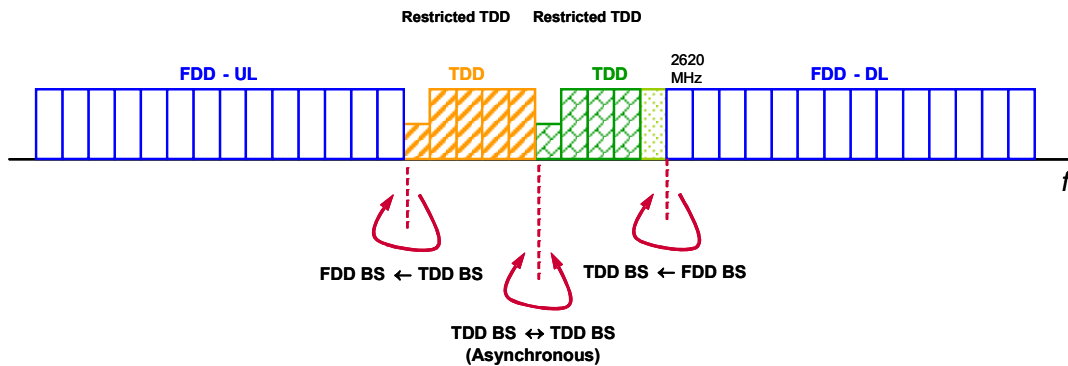 Restricted TDD Restricted TDD
FDD - UL TDD TDD 2620 MHz FDD - DL
f
FDD BS ← TDD BS
TDD BS ← FDD BS
TDD BS ↔ TDD BS
(Asynchronous)